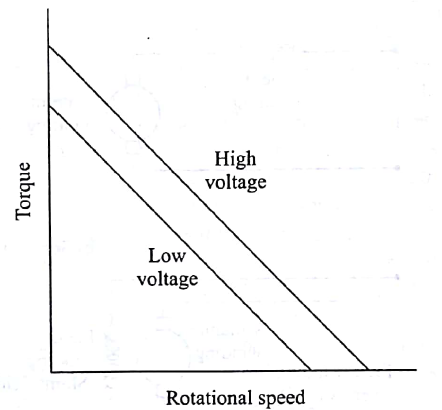 High
voltage
Torque
Low
voltage
Rotational speed